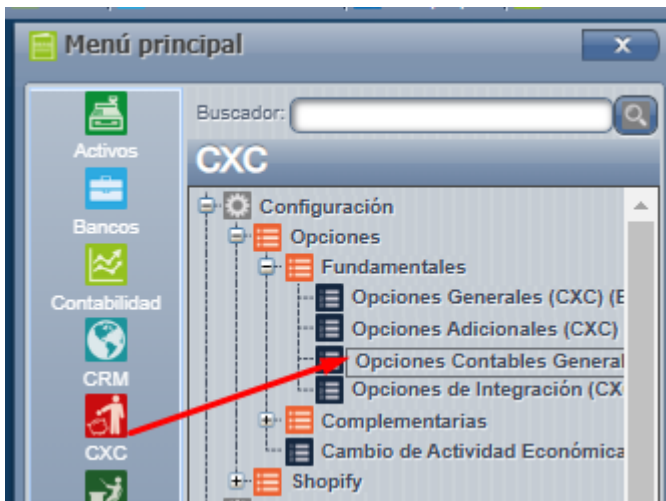 Menú principal
x
Buscador:
Activos
Bancos
Contabilidad
CRM
CXC
CXC
Configuración
Opciones
Fundamentales
Opciones Generales (CXC) (E
Opciones Adicionales (CXC)
Opciones Contables General
Opciones de Integración (CX
Complementarias
Cambio de Actividad Económica
Shopify